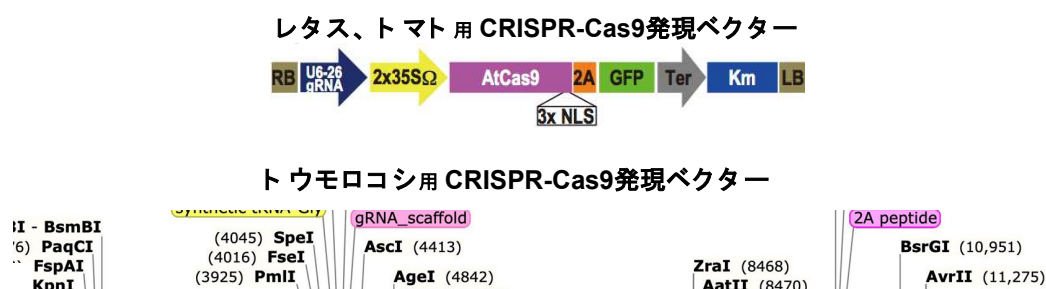 レタス、トマト用 CRISPR-Cas9発現ベクター
RB U6-26 gRNA 2x35SΩ AtCas9 2A GFP Ter Km LB
3x NLS
トウモロコシ用 CRISPR-Cas9発現ベクター
gRNA_scaffold 2A peptide
- BsmBI (4045) SpeI AscI (4413) BsrGI (10,951)
PaqCI (4016) FseI
FspAI (3925) PmlI AgeI (4842) ZraI (8468) AvrII (11,275)
KpnI AatII (8470)